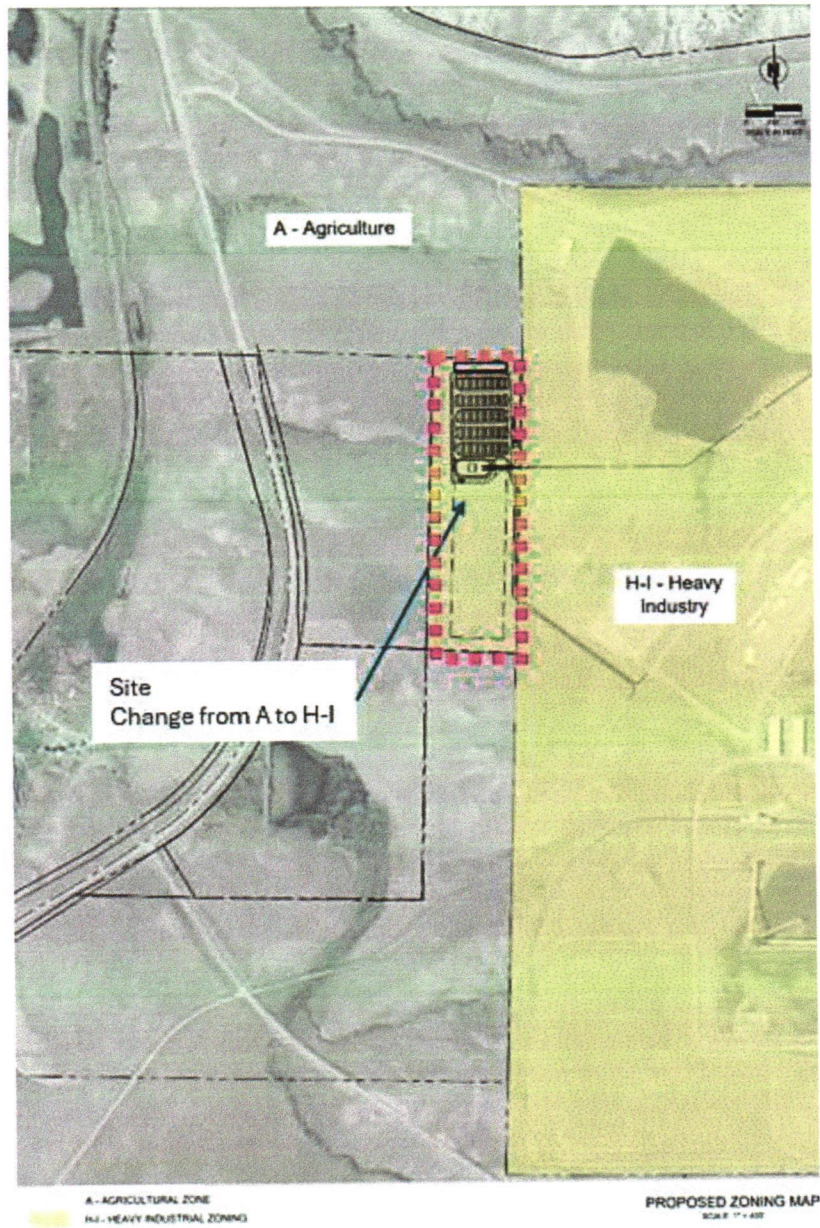 N
A - Agriculture
H-I - Heavy
Industry
Site
Change from A to H-I
A - AGRICULTURAL ZONE
H-I - HEAVY INDUSTRIAL ZONING
PROPOSED ZONING MAP